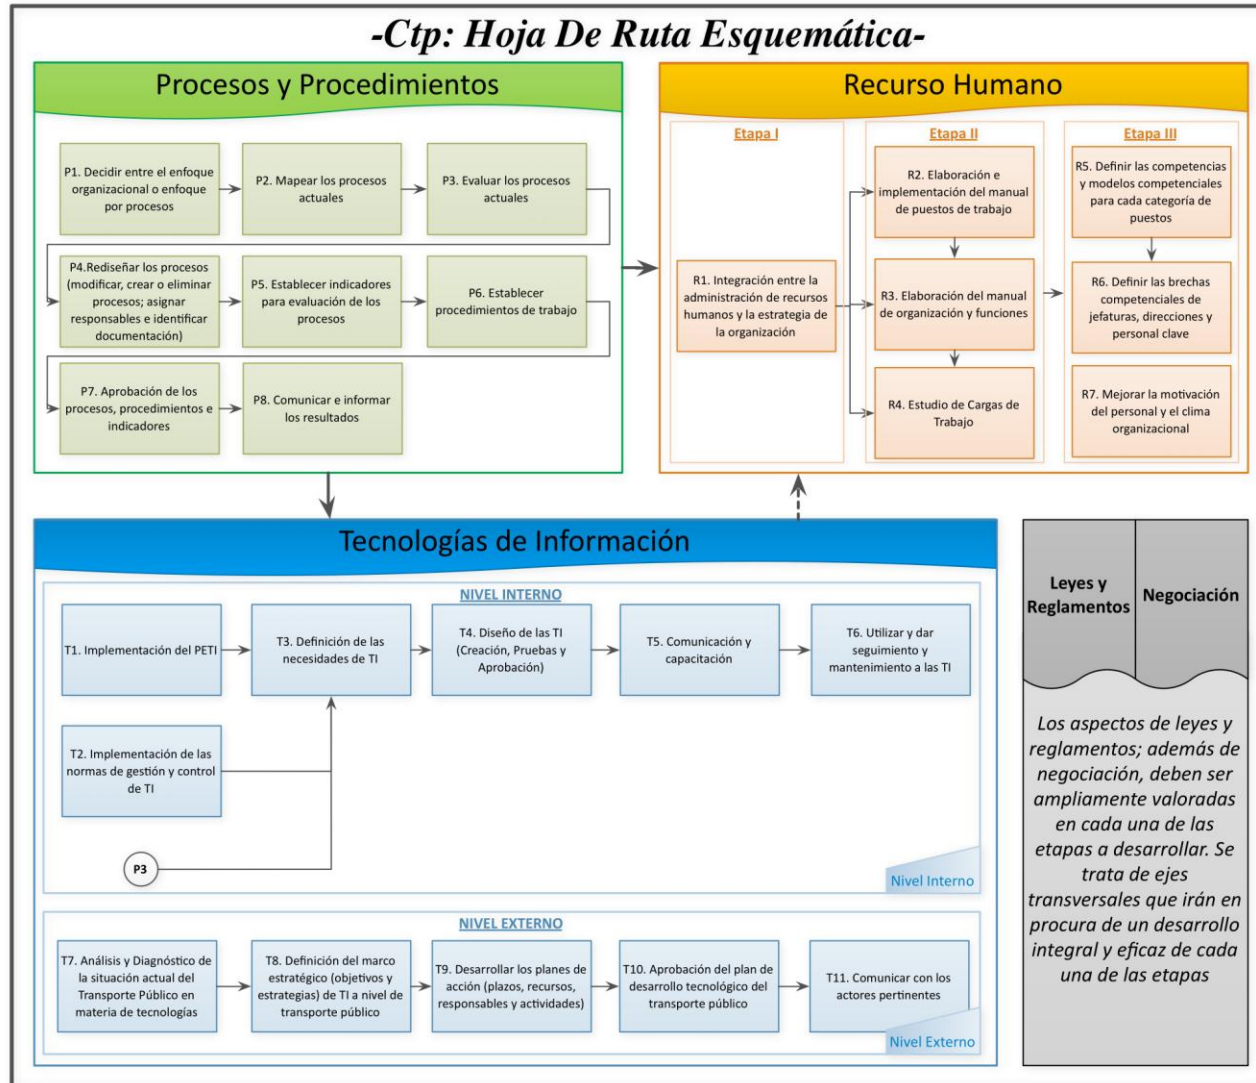 -Ctp: Hoja De Ruta Esquemática-
Procesos y Procedimientos
P1. Decidir entre el enfoque
organizacional o enfoque
por procesos
P2. Mapear los procesos
actuales
P3. Evaluar los procesos
actuales
P4.Rediseñar los procesos
(modificar, crear o eliminar
procesos; asignar
responsables e identificar
documentación)
P5. Establecer indicadores
para evaluación de los
procesos
P6. Establecer
procedimientos de trabajo
P7. Aprobación de los
procesos, procedimientos e
indicadores
P8. Comunicar e informar
los resultados
Recurso Humano
Etapa I
R1. Integración entre la
administración de recursos
humanos y la estrategia de
la organización
Etapa II
R2. Elaboración e
implementación del manual
de puestos de trabajo
R3. Elaboración del manual
de organización y funciones
R4. Estudio de Cargas de
Trabajo
Etapa III
R5. Definir las competencias
y modelos competenciales
para cada categoría de
puestos
R6. Definir las brechas
competenciales de
jefaturas, direcciones y
personal clave
R7. Mejorar la motivación
del personal y el clima
organizacional
Tecnologías de Información
NIVEL INTERNO
T1. Implementación del PETI
T3. Definición de las
necesidades de TI
T4. Diseño de las TI
(Creación, Pruebas y
Aprobación)
T5. Comunicación y
capacitación
T6. Utilizar y dar
seguimiento y
mantenimiento a las TI
T2. Implementación de las
normas de gestión y control
de TI
P3
Nivel Interno
NIVEL EXTERNO
T7. Análisis y Diagnóstico de
la situación actual del
Transporte Público en
materia de tecnologías
T8. Definición del marco
estratégico (objetivos y
estrategias) de TI a nivel de
transporte público
T9. Desarrollar los planes de
acción (plazos, recursos,
responsables y actividades)
T10. Aprobación del plan de
desarrollo tecnológico del
transporte público
T11. Comunicar con los
actores pertinentes
Nivel Externo
Leyes y
Reglamentos
Negociación
Los aspectos de leyes y
reglamentos; además de
negociación, deben ser
ampliamente valoradas
en cada una de las
etapas a desarrollar. Se
trata de ejes
transversales que irán en
procura de un desarrollo
integral y eficaz de cada
una de las etapas